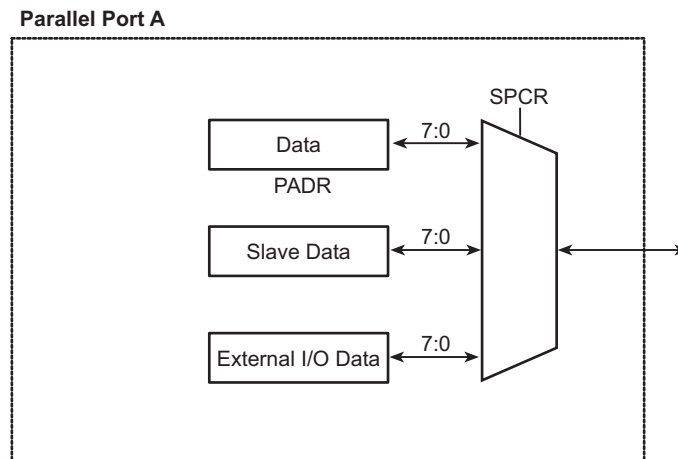 Parallel Port A
SPCR
7:0
Data
PADR
7:0
Slave Data
7:0
External I/O Data